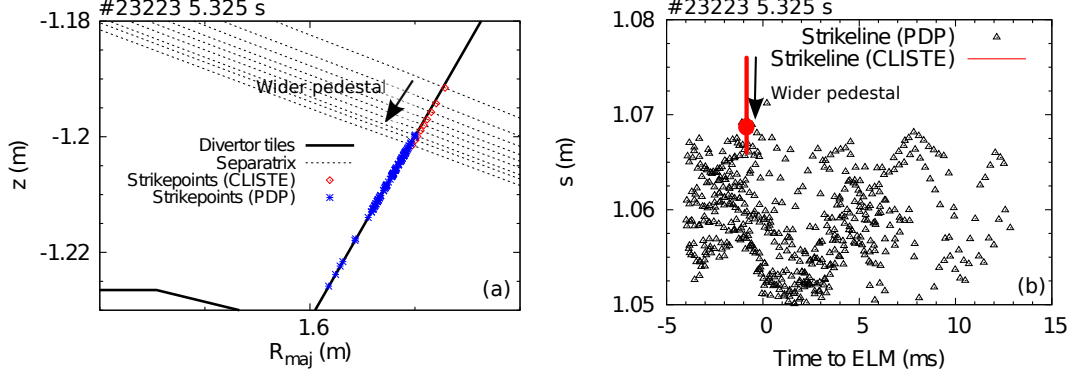 #23223 5.325 s
-1.18
-1.2
-1.22
z (m)
Wider pedestal
Divertor tiles
Separatrix
Strikepoints (CLISTE)
Strikepoints (PDP)
(a)
1.6
R_maj (m)
#23223 5.325 s
1.08
1.07
1.06
1.05
s (m)
Strikeline (PDP)
Strikeline (CLISTE)
Wider pedestal
(b)
-5 0 5 10 15
Time to ELM (ms)